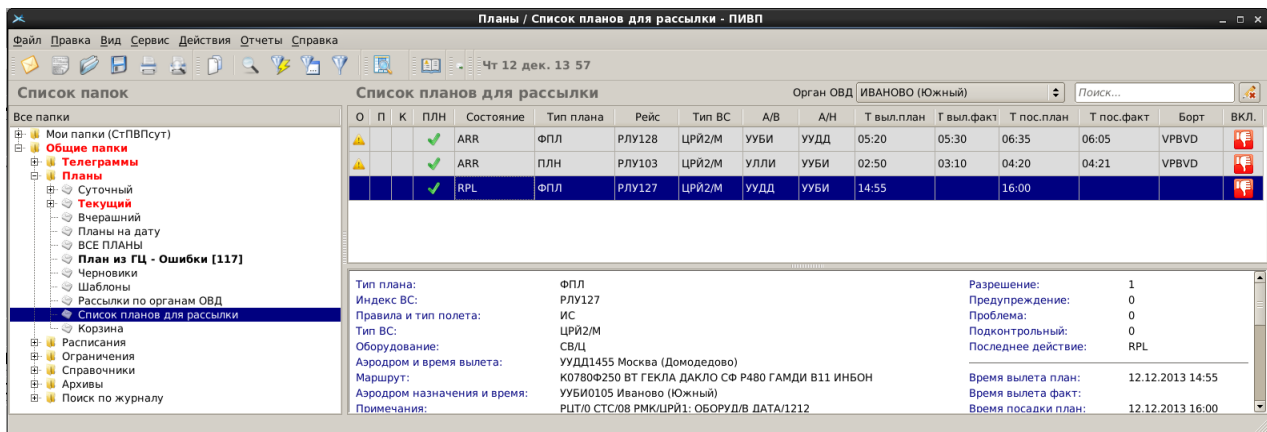 Планы / Список планов для рассылки - ПИВП
Файл Правка Вид Сервис Действия Отчеты Справка
Чт 12 дек. 13 57
Список папок
Все папки
Мои папки (СтПВПсут)
Общие папки
Телеграммы
Планы
Суточный
Текущий
Вчерашний
Планы на дату
ВСЕ ПЛАНЫ
План из ГЦ - Ошибки [117]
Черновики
Шаблоны
Рассылки по органам ОВД
Список планов для рассылки
Корзина
Расписания
Ограничения
Справочники
Архивы
Поиск по журналу
Список планов для рассылки Орган ОВД ИВАНОВО (Южный) Поиск...
О П К ПЛН Состояние Тип плана Рейс Тип ВС А/В А/Н Т выл.план Т выл.факт Т пос.план Т пос.факт Борт ВКЛ.
ARR ФПЛ РЛУ128 ЦРЙ2/М УУБИ УУДД 05:20 05:30 06:35 06:05 VPBVD
ARR ПЛН РЛУ103 ЦРЙ2/М УЛЛИ УУБИ 02:50 03:10 04:20 04:21 VPBVD
RPL ФПЛ РЛУ127 ЦРЙ2/М УУДД УУБИ 14:55 16:00
Тип плана: ФПЛ Разрешение: 1
Индекс ВС: РЛУ127 Предупреждение: 0
Правила и тип полета: ИС Проблема: 0
Тип ВС: ЦРЙ2/М Подконтрольный: 0
Оборудование: СВ/Ц Последнее действие: RPL
Аэродром и время вылета: УУДД1455 Москва (Домодедово)
Маршрут: К0780Ф250 ВТ ГЕКЛА ДАКЛО СФ Р480 ГАМДИ В11 ИНБОН Время вылета план: 12.12.2013 14:55
Аэродром назначения и время: УУБИ0105 Иваново (Южный) Время вылета факт:
Примечания: РЦТ/0 СТС/08 РМК/ЦРЙ1: ОБОРУД/В ДАТА/1212 Время посадки план: 12.12.2013 16:00